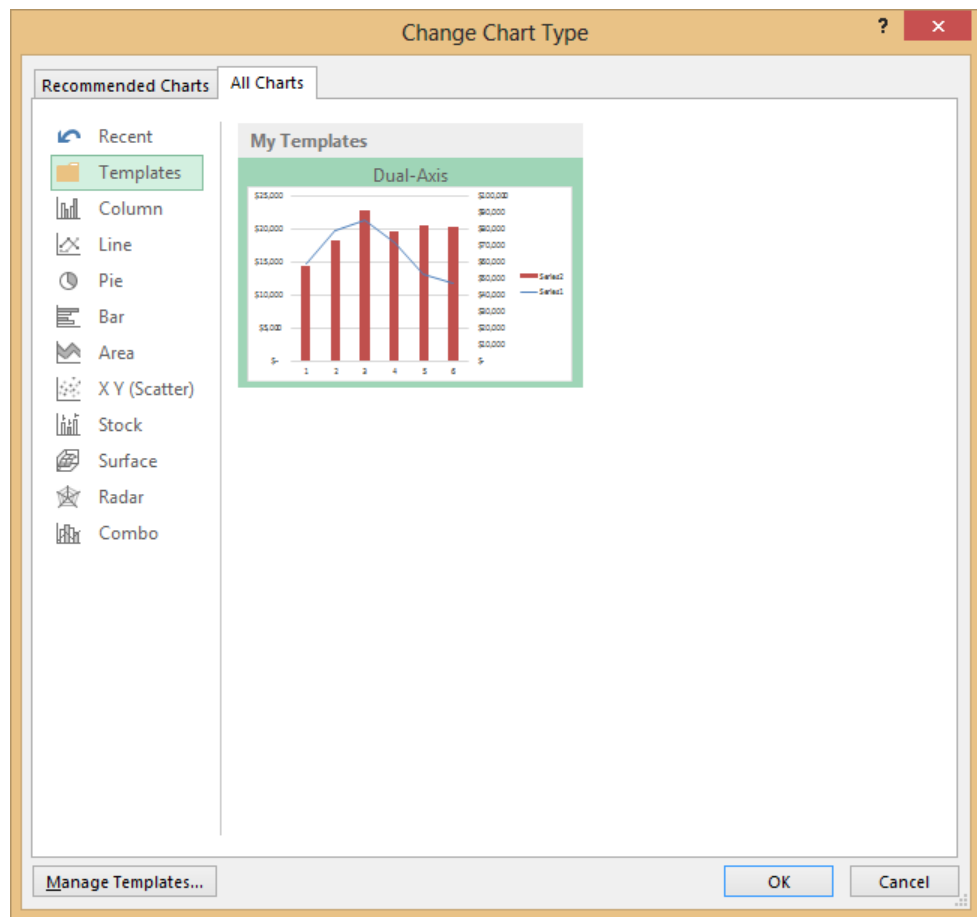 Change Chart Type
?
Recommended Charts
All Charts
Recent
Templates
Column
Line
Pie
Bar
Area
X Y (Scatter)
Stock
Surface
Radar
Combo
My Templates
Dual-Axis
$25,000
$20,000
$15,000
$10,000
$5,000
$-
$100,000
$90,000
$80,000
$70,000
$60,000
$50,000
$40,000
$30,000
$20,000
$10,000
$-
1 2 3 4 5 6
Series2
Series1
Manage Templates...
OK
Cancel